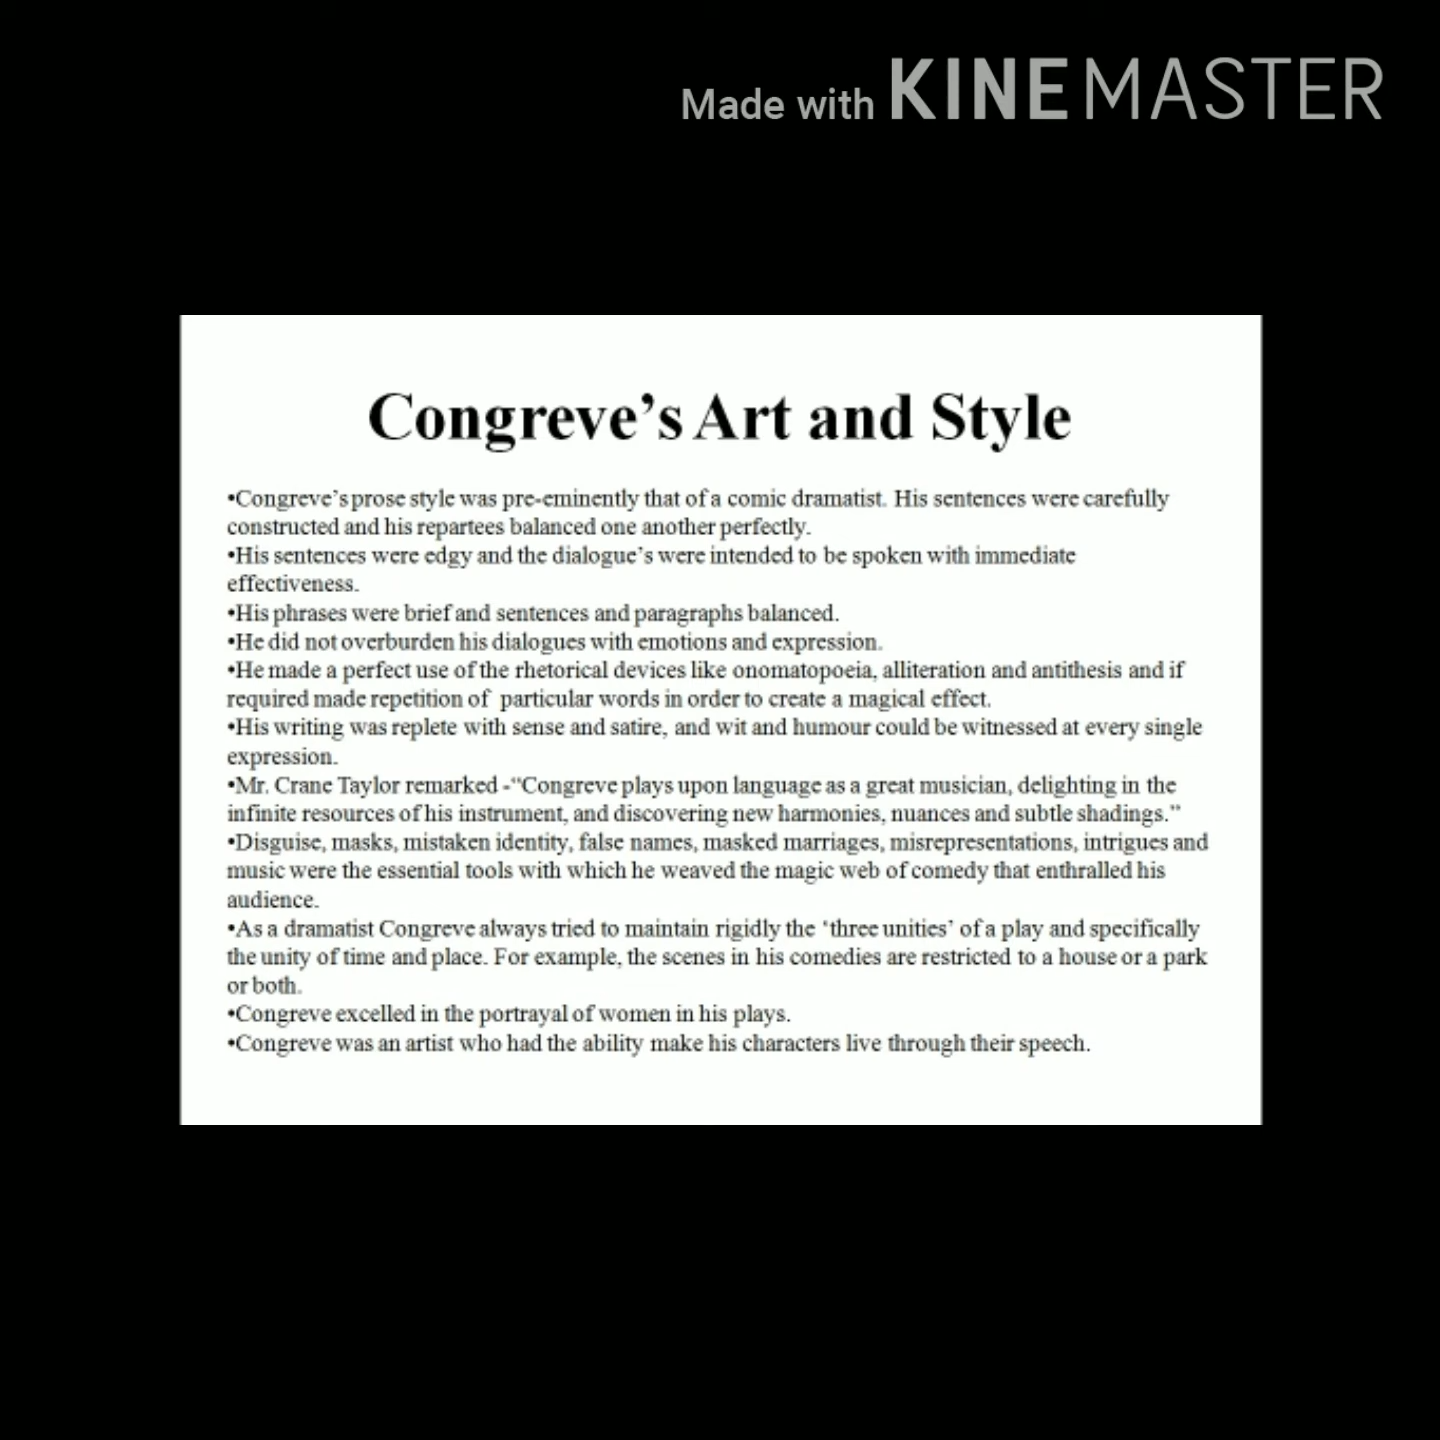 Made with KINEMASTER
Congreve’s Art and Style
•Congreve’s prose style was pre-eminently that of a comic dramatist. His sentences were carefully
constructed and his repartees balanced one another perfectly.
•His sentences were edgy and the dialogue’s were intended to be spoken with immediate
effectiveness.
•His phrases were brief and sentences and paragraphs balanced.
•He did not overburden his dialogues with emotions and expression.
•He made a perfect use of the rhetorical devices like onomatopoeia, alliteration and antithesis and if
required made repetition of particular words in order to create a magical effect.
•His writing was replete with sense and satire, and wit and humour could be witnessed at every single
expression.
•Mr. Crane Taylor remarked -“Congreve plays upon language as a great musician, delighting in the
infinite resources of his instrument, and discovering new harmonies, nuances and subtle shadings.”
•Disguise, masks, mistaken identity, false names, masked marriages, misrepresentations, intrigues and
music were the essential tools with which he weaved the magic web of comedy that enthralled his
audience.
•As a dramatist Congreve always tried to maintain rigidly the ‘three unities’ of a play and specifically
the unity of time and place. For example, the scenes in his comedies are restricted to a house or a park
or both.
•Congreve excelled in the portrayal of women in his plays.
•Congreve was an artist who had the ability make his characters live through their speech.